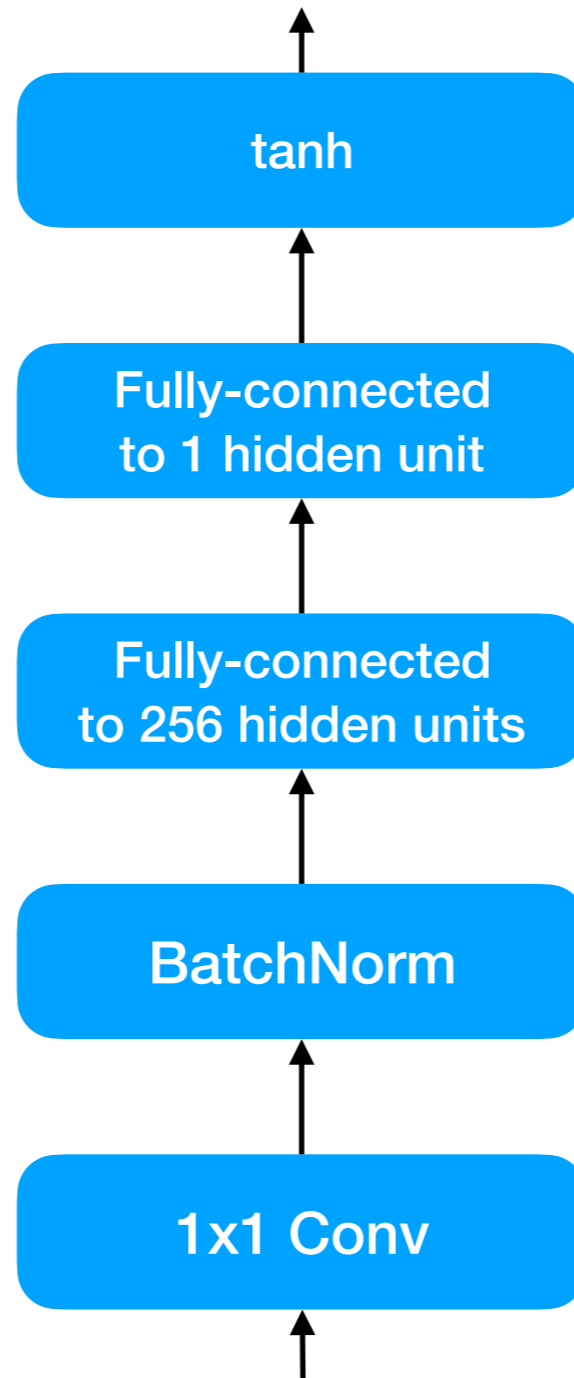 tanh
Fully-connected
to 1 hidden unit
Fully-connected
to 256 hidden units
BatchNorm
1x1 Conv